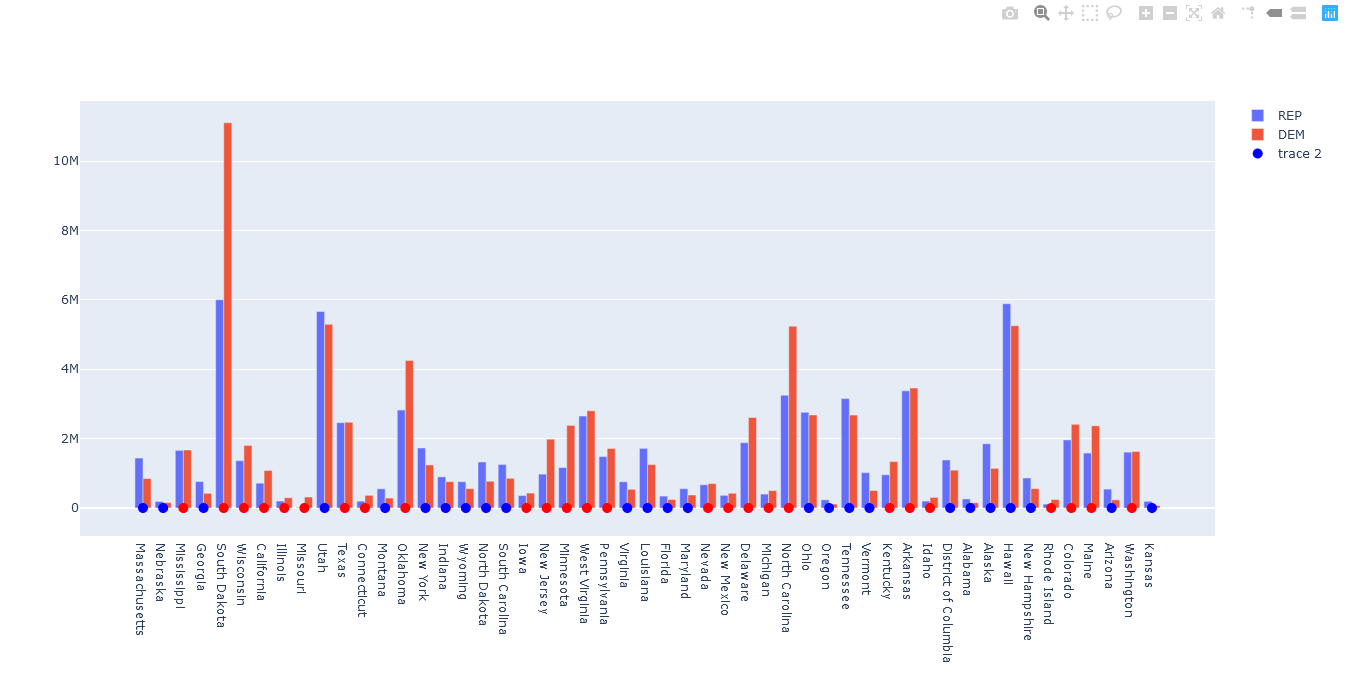 REP
DEM
trace 2
10M
8M
6M
4M
2M
0
Massachusetts
Nebraska
Mississippi
Georgia
South Dakota
Wisconsin
California
Illinois
Missouri
Utah
Texas
Connecticut
Montana
Oklahoma
New York
Indiana
Wyoming
North Dakota
South Carolina
Iowa
New Jersey
Minnesota
West Virginia
Pennsylvania
Virginia
Louisiana
Florida
Maryland
Nevada
New Mexico
Delaware
Michigan
North Carolina
Ohio
Oregon
Tennessee
Vermont
Kentucky
Arkansas
Idaho
District of Columbia
Alabama
Alaska
Hawaii
New Hampshire
Rhode Island
Colorado
Maine
Arizona
Washington
Kansas